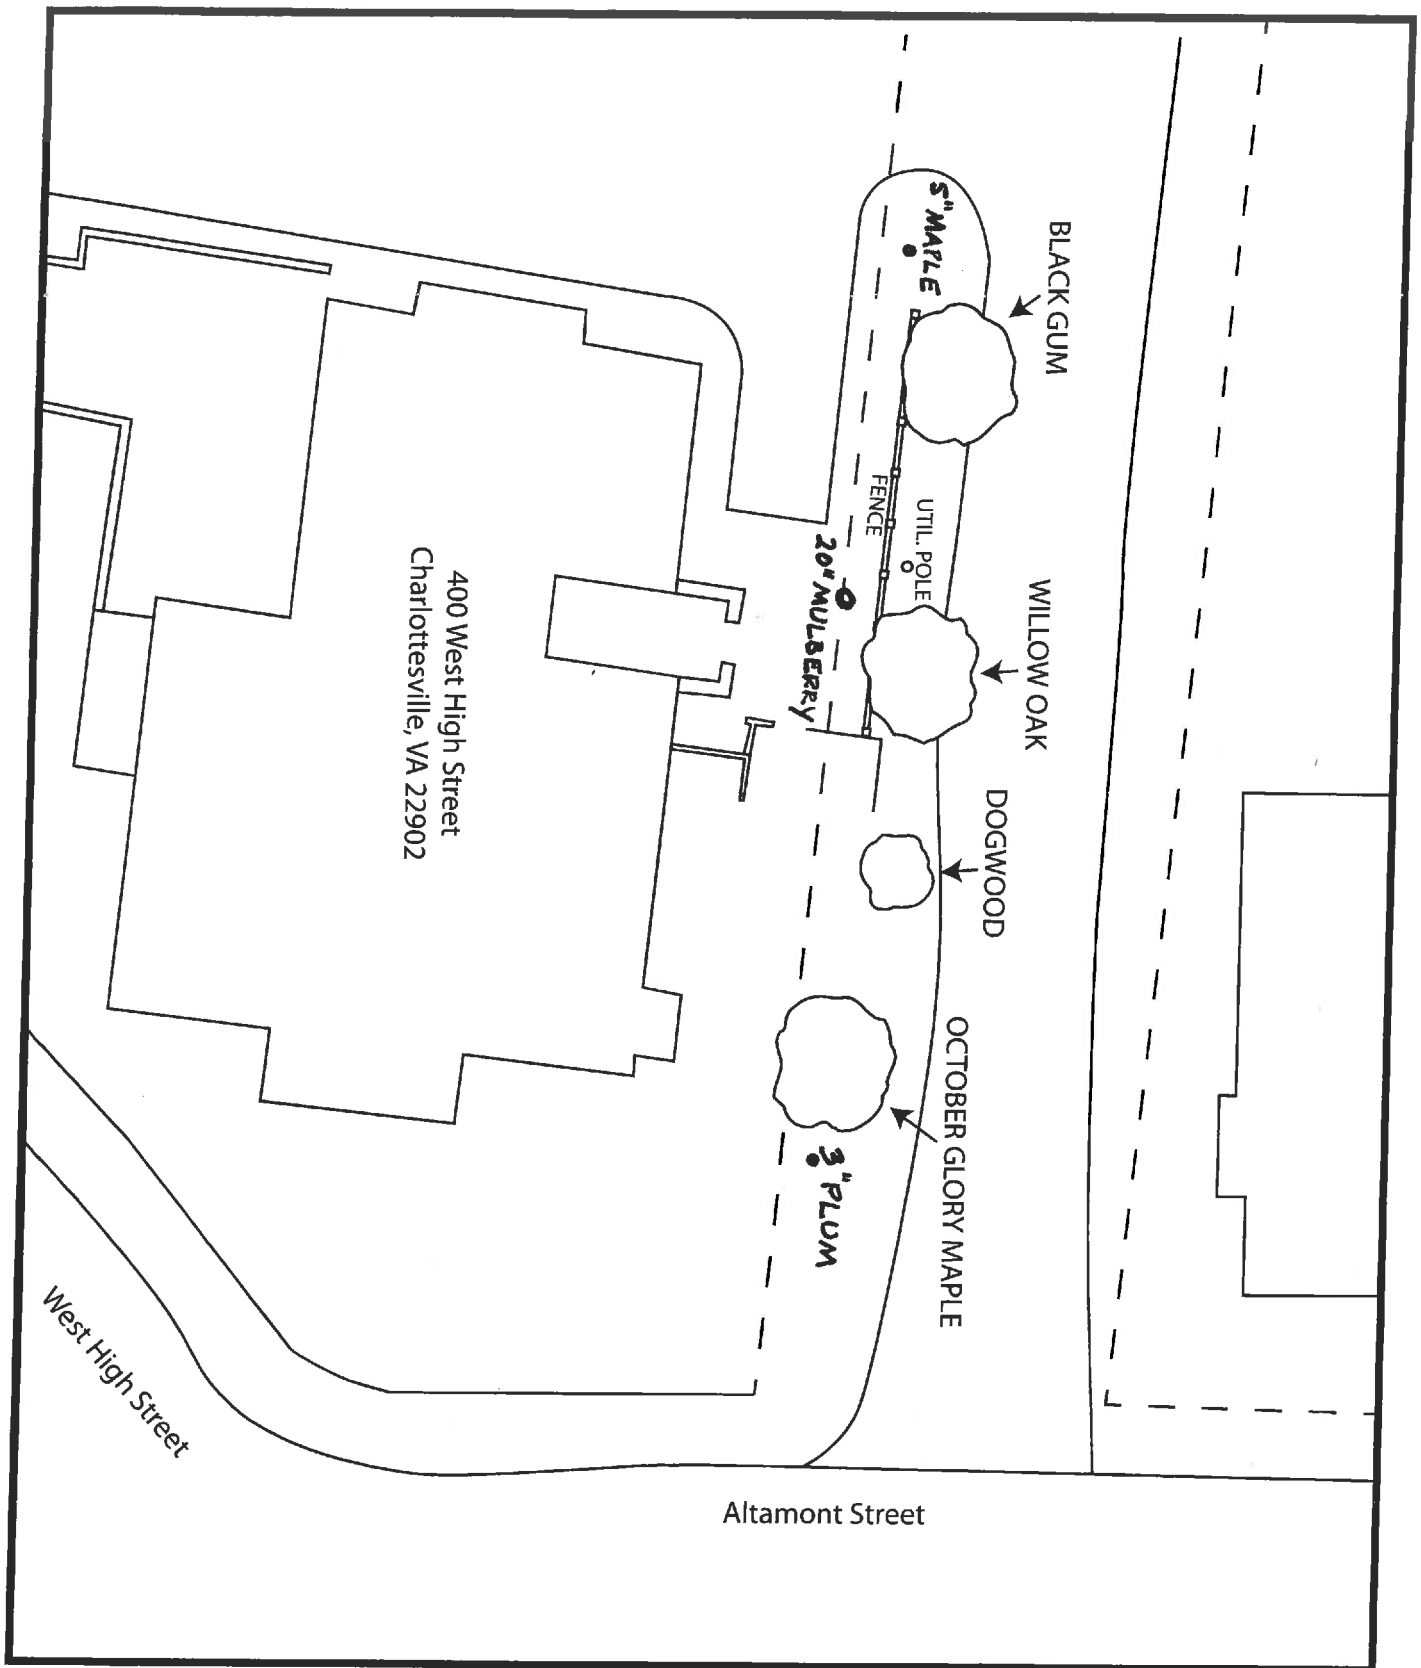 BLACK GUM
5" MAPLE
FENCE
UTIL. POLE
WILLOW OAK
20" MULBERRY
DOGWOOD
OCTOBER GLORY MAPLE
3" PLUM
400 West High Street
Charlottesville, VA 22902
West High Street
Altamont Street